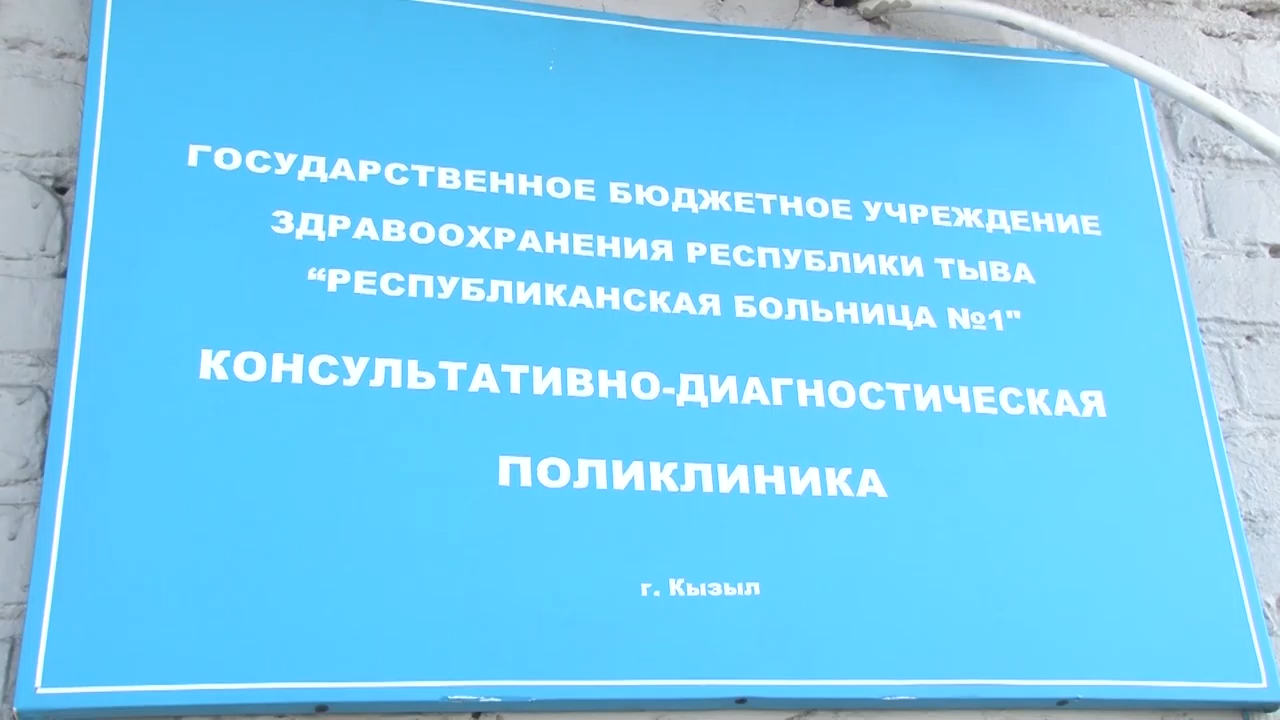 ГОСУДАРСТВЕННОЕ БЮДЖЕТНОЕ УЧРЕЖДЕНИЕ
ЗДРАВООХРАНЕНИЯ РЕСПУБЛИКИ ТЫВА
“РЕСПУБЛИКАНСКАЯ БОЛЬНИЦА №1"
КОНСУЛЬТАТИВНО-ДИАГНОСТИЧЕСКАЯ
ПОЛИКЛИНИКА
г. Кызыл